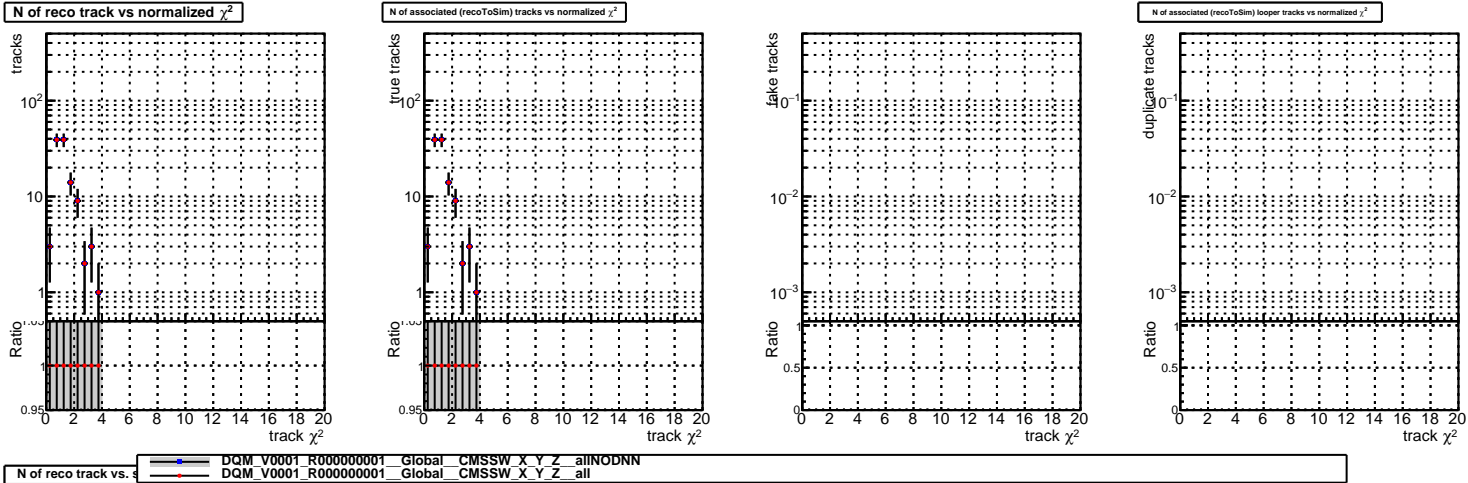 N of reco track vs normalized χ²
N of associated (recoToSim) tracks vs normalized χ²
N of associated (recoToSim) looper tracks vs normalized χ²
tracks
10²
10
1
Ratio
1
0.95
0 2 4 6 8 10 12 14 16 18 20
track χ²
true tracks
10²
10
1
Ratio
1
0.95
0 2 4 6 8 10 12 14 16 18 20
track χ²
fake tracks
10⁻¹
10⁻²
10⁻³
Ratio
1
0.5
0
0 2 4 6 8 10 12 14 16 18 20
track χ²
duplicate tracks
10⁻¹
10⁻²
10⁻³
Ratio
1
0.5
0
0 2 4 6 8 10 12 14 16 18 20
track χ²
N of reco track vs. s
DQM_V0001_R000000001__Global__CMSSW_X_Y_Z__allNODNN
DQM_V0001_R000000001__Global__CMSSW_X_Y_Z__all